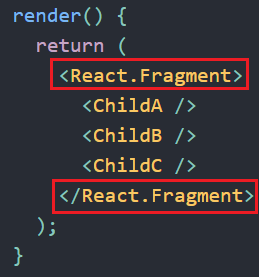 render() {
return (
<React.Fragment>
<ChildA />
<ChildB />
<ChildC />
</React.Fragment>
);
}